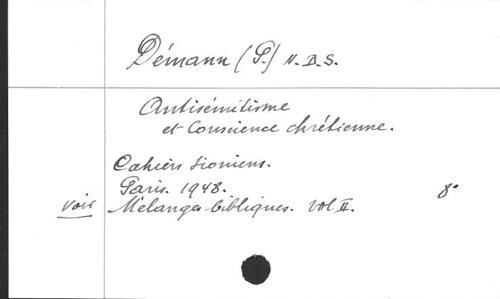 Démann (P.) N.D.S.
Antisémitisme
et Conscience chrétienne.
Cahiers sioniens.
Paris. 1948. 8°
voir Mélanges bibliques. Vol II.